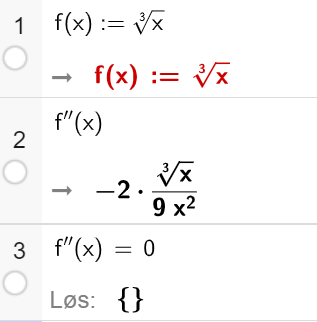 1 f(x) := ∛x
→ f(x) := ∛x
2 f″(x)
→ −2 · ∛x / 9 x²
3 f″(x) = 0
Løs: {}